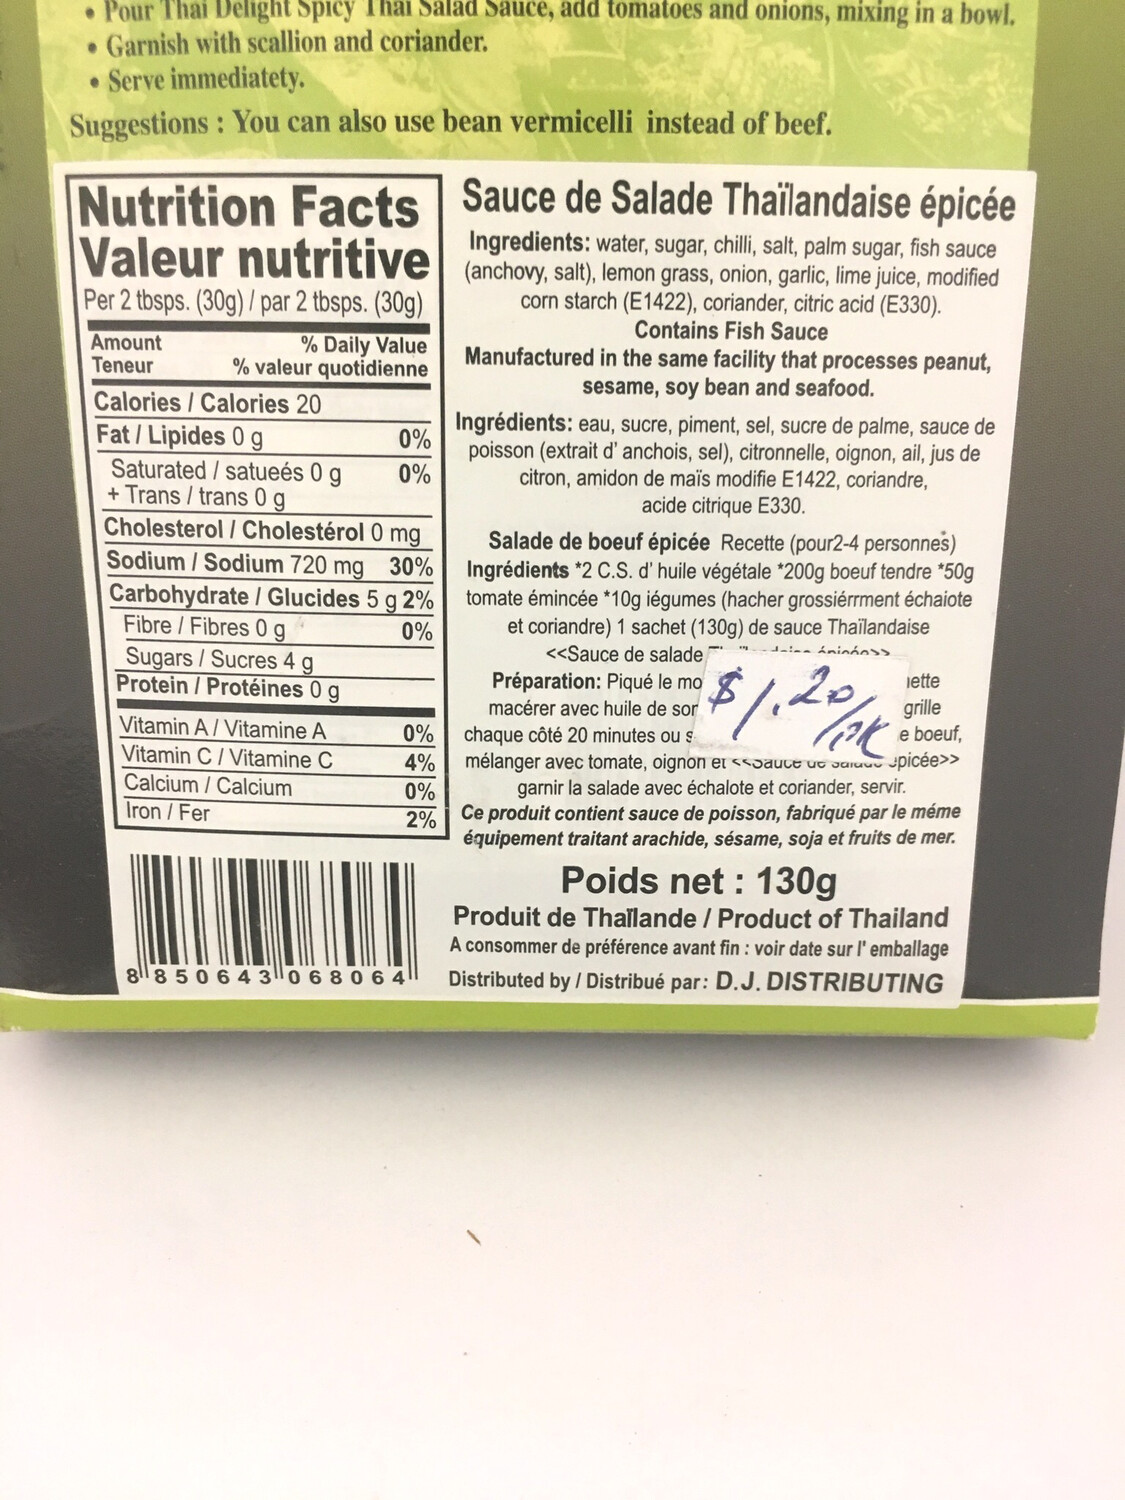 • Pour Thai Delight Spicy Thai Salad Sauce, add tomatoes and onions, mixing in a bowl.
• Garnish with scallion and coriander.
• Serve immediatety.
Suggestions : You can also use bean vermicelli instead of beef.
Nutrition Facts
Valeur nutritive
Per 2 tbsps. (30g) / par 2 tbsps. (30g)
Amount % Daily Value
Teneur % valeur quotidienne
Calories / Calories 20
Fat / Lipides 0 g 0%
Saturated / satueés 0 g 0%
+ Trans / trans 0 g
Cholesterol / Cholestérol 0 mg
Sodium / Sodium 720 mg 30%
Carbohydrate / Glucides 5 g 2%
Fibre / Fibres 0 g 0%
Sugars / Sucres 4 g
Protein / Protéines 0 g
Vitamin A / Vitamine A 0%
Vitamin C / Vitamine C 4%
Calcium / Calcium 0%
Iron / Fer 2%
8 850643 068064
Sauce de Salade Thaïlandaise épicée
Ingredients: water, sugar, chilli, salt, palm sugar, fish sauce
(anchovy, salt), lemon grass, onion, garlic, lime juice, modified
corn starch (E1422), coriander, citric acid (E330).
Contains Fish Sauce
Manufactured in the same facility that processes peanut,
sesame, soy bean and seafood.
Ingrédients: eau, sucre, piment, sel, sucre de palme, sauce de
poisson (extrait d' anchois, sel), citronnelle, oignon, ail, jus de
citron, amidon de maïs modifie E1422, coriandre,
acide citrique E330.
Salade de boeuf épicée Recette (pour2-4 personnes)
Ingrédients *2 C.S. d' huile végétale *200g boeuf tendre *50g
tomate émincée *10g iégumes (hacher grossiérrment échaiote
et coriandre) 1 sachet (130g) de sauce Thaïlandaise
<<Sauce de salade
Préparation: Piqué le
macérer avec huile de grille
chaque côté 20 minutes ou boeuf,
mélanger avec tomate, oignon et <<Sauce de salade épicée>>
garnir la salade avec échalote et coriander, servir.
Ce produit contient sauce de poisson, fabriqué par le méme
équipement traitant arachide, sésame, soja et fruits de mer.
$1.20/pk
Poids net : 130g
Produit de Thaïlande / Product of Thailand
A consommer de préférence avant fin : voir date sur l' emballage
Distributed by / Distribué par: D.J. DISTRIBUTING